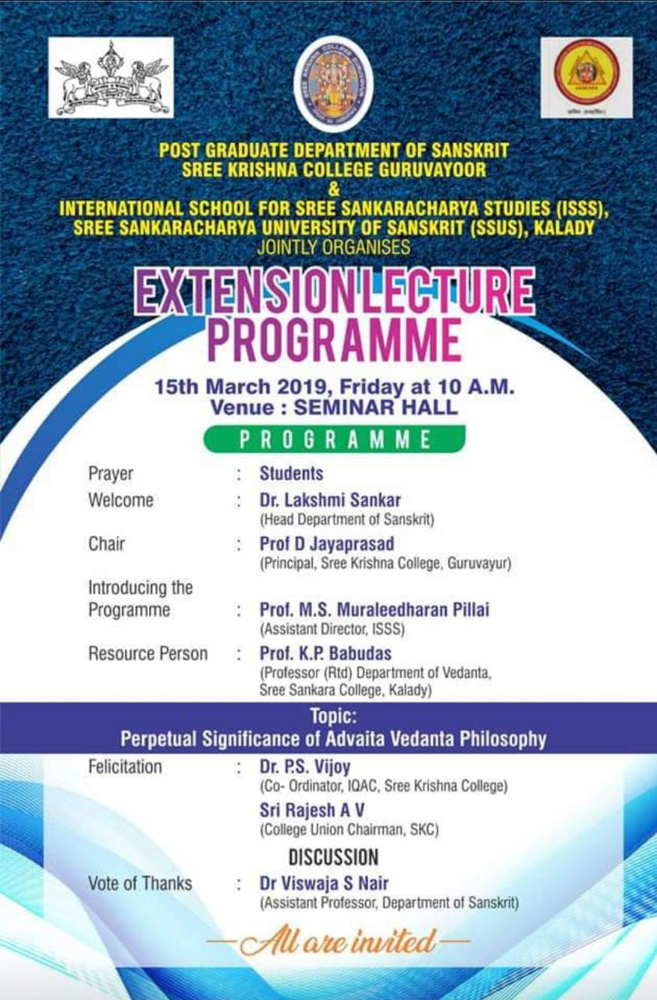 SREE KRISHNA COLLEGE GURUVAYUR
POST GRADUATE DEPARTMENT OF SANSKRIT
SREE KRISHNA COLLEGE GURUVAYOOR
&
INTERNATIONAL SCHOOL FOR SREE SANKARACHARYA STUDIES (ISSS),
SREE SANKARACHARYA UNIVERSITY OF SANSKRIT (SSUS), KALADY
JOINTLY ORGANISES
EXTENSION LECTURE
PROGRAMME
15th March 2019, Friday at 10 A.M.
Venue : SEMINAR HALL
PROGRAMME
Prayer : Students
Welcome : Dr. Lakshmi Sankar
(Head Department of Sanskrit)
Chair : Prof D Jayaprasad
(Principal, Sree Krishna College, Guruvayur)
Introducing the
Programme : Prof. M.S. Muraleedharan Pillai
(Assistant Director, ISSS)
Resource Person : Prof. K.P. Babudas
(Professor (Rtd) Department of Vedanta,
Sree Sankara College, Kalady)
Topic:
Perpetual Significance of Advaita Vedanta Philosophy
Felicitation : Dr. P.S. Vijoy
(Co- Ordinator, IQAC, Sree Krishna College)
Sri Rajesh A V
(College Union Chairman, SKC)
DISCUSSION
Vote of Thanks : Dr Viswaja S Nair
(Assistant Professor, Department of Sanskrit)
All are invited